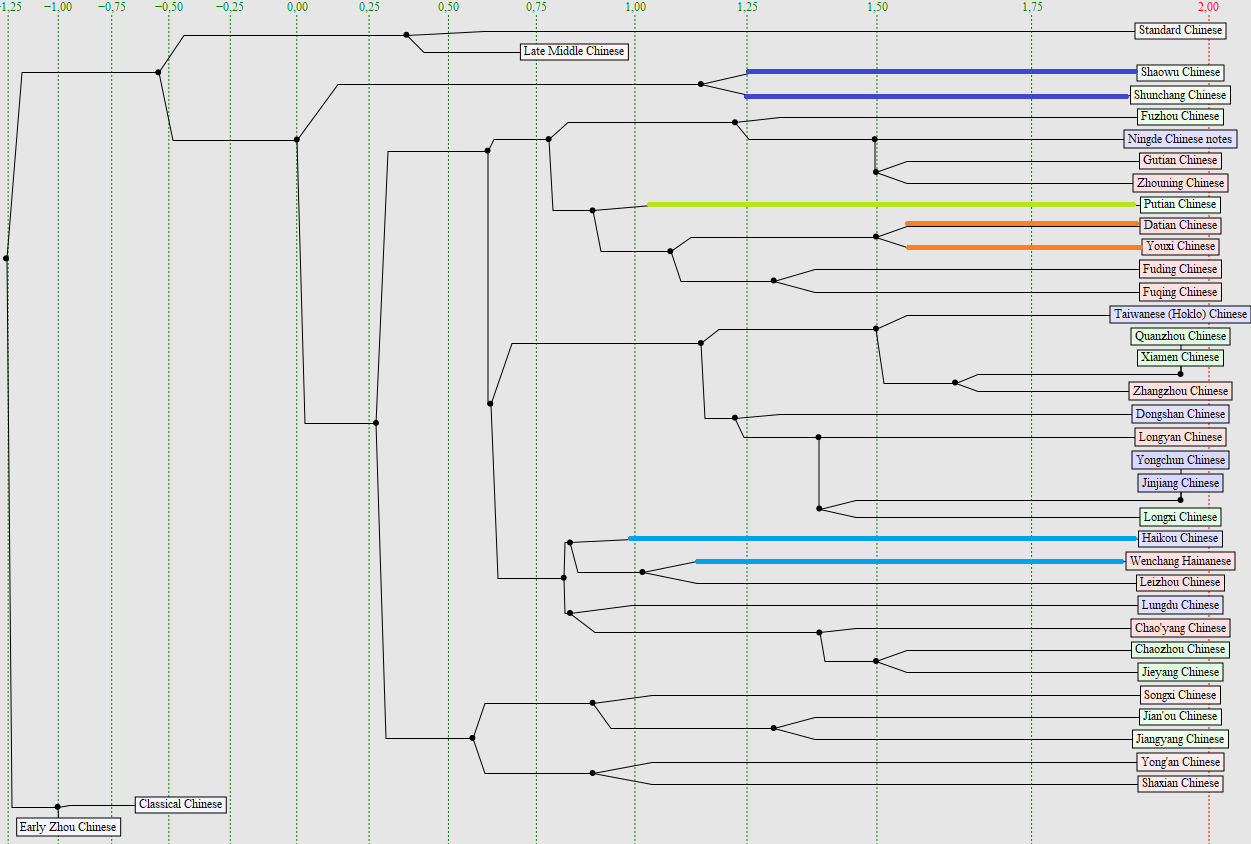 -1,25 −1,00 −0,75 −0,50 −0,25 0,00 0,25 0,50 0,75 1,00 1,25 1,50 1,75 2,00
Standard Chinese
Late Middle Chinese
Shaowu Chinese
Shunchang Chinese
Fuzhou Chinese
Ningde Chinese notes
Gutian Chinese
Zhouning Chinese
Putian Chinese
Datian Chinese
Youxi Chinese
Fuding Chinese
Fuqing Chinese
Taiwanese (Hoklo) Chinese
Quanzhou Chinese
Xiamen Chinese
Zhangzhou Chinese
Dongshan Chinese
Longyan Chinese
Yongchun Chinese
Jinjiang Chinese
Longxi Chinese
Haikou Chinese
Wenchang Hainanese
Leizhou Chinese
Lungdu Chinese
Chao'yang Chinese
Chaozhou Chinese
Jieyang Chinese
Songxi Chinese
Jian'ou Chinese
Jiangyang Chinese
Yong'an Chinese
Shaxian Chinese
Classical Chinese
Early Zhou Chinese